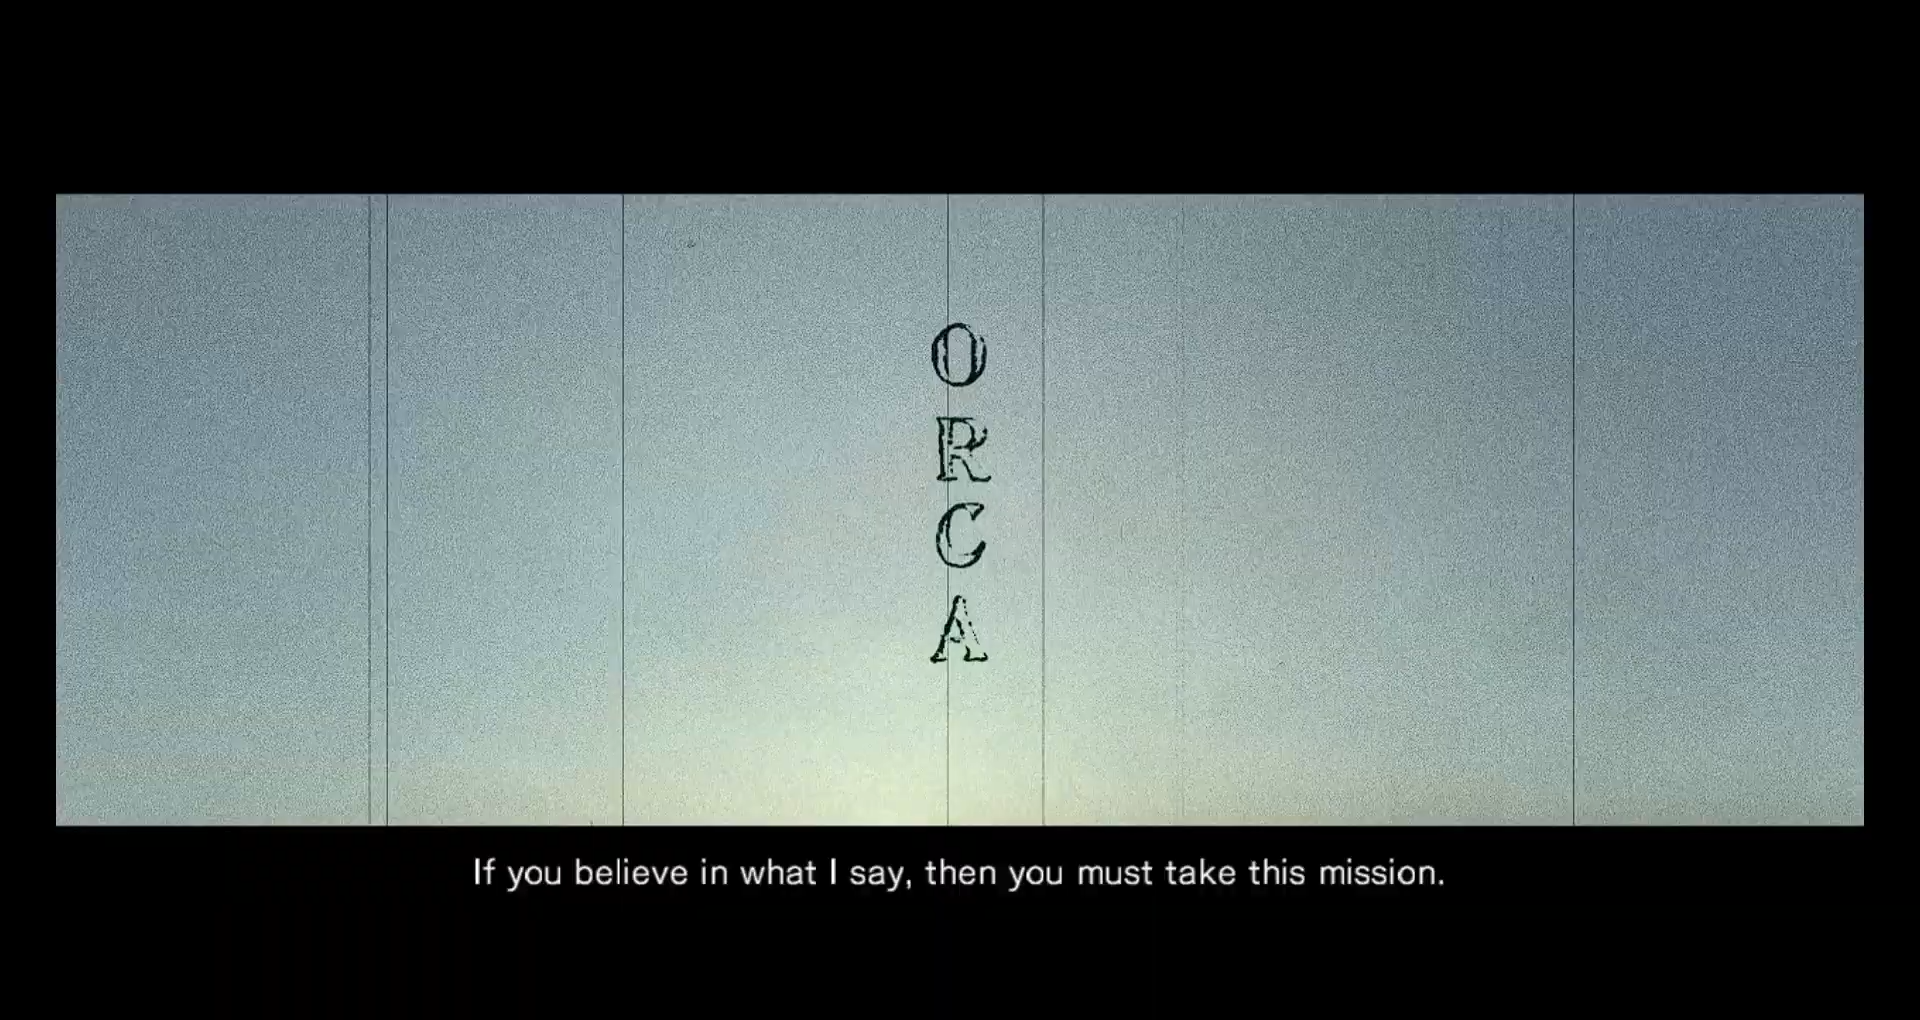 O
R
C
A
If you believe in what I say, then you must take this mission.